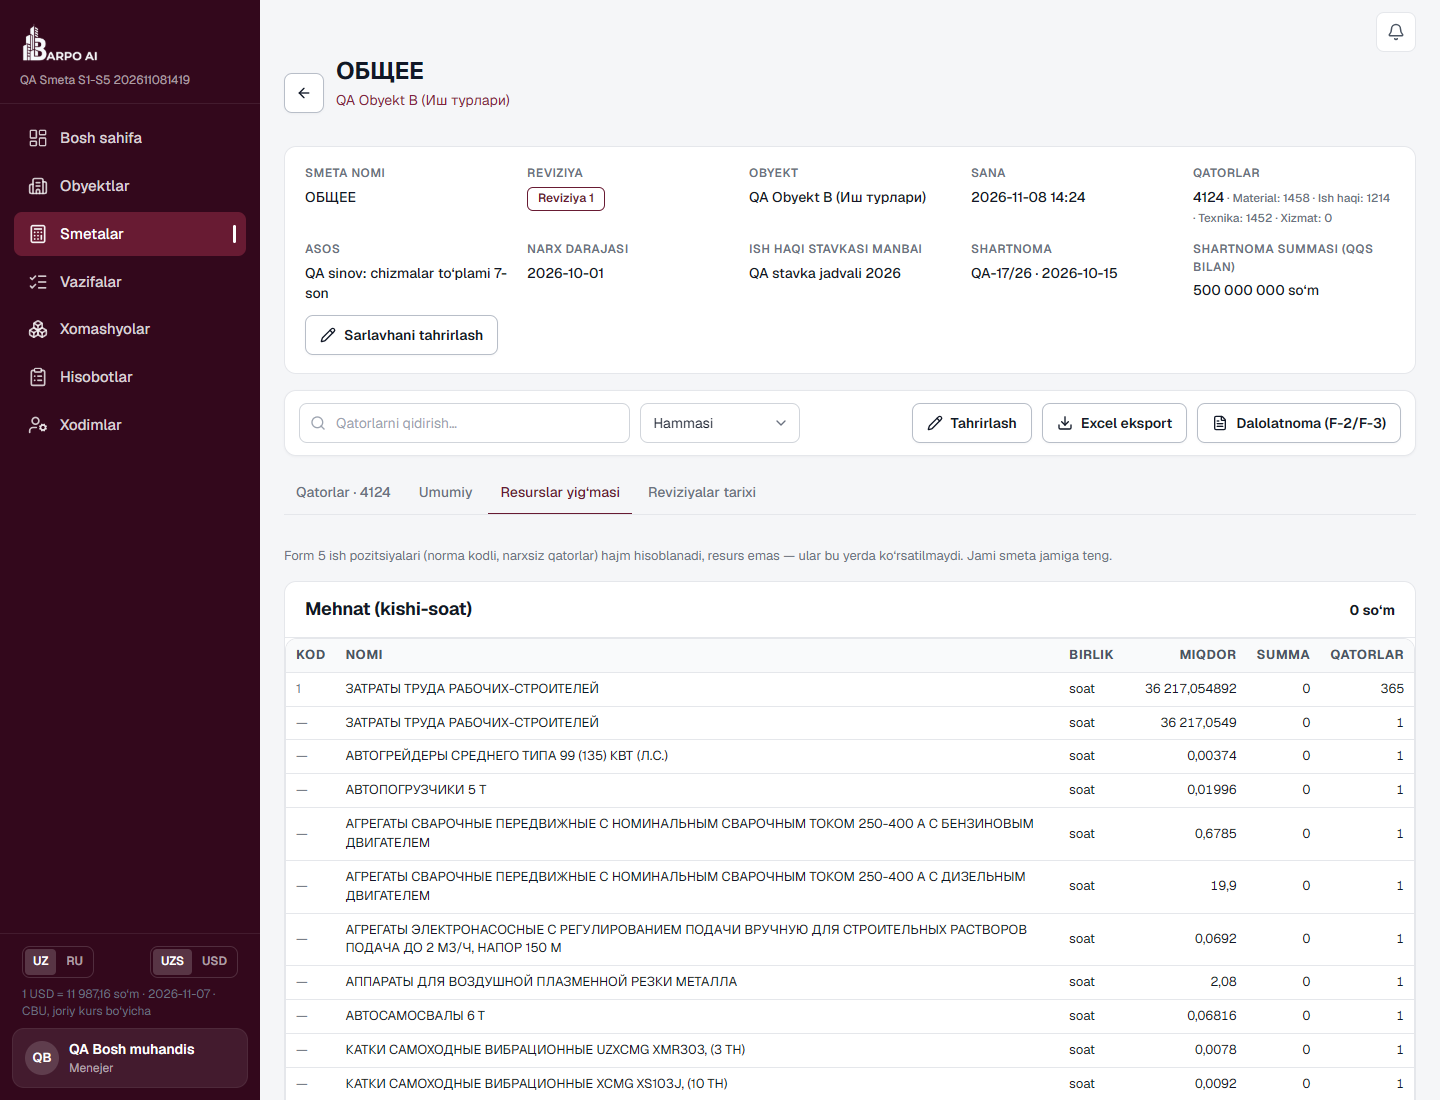 BARPO AI
QA Smeta S1-S5 202611081419
Bosh sahifa
Obyektlar
Smetalar
Vazifalar
Xomashyolar
Hisobotlar
Xodimlar
UZ RU
UZS USD
1 USD = 11 987,16 soʻm · 2026-11-07 ·
CBU, joriy kurs boʻyicha
QB
QA Bosh muhandis
Menejer
ОБЩЕЕ
QA Obyekt B (Иш турлари)
SMETA NOMI
ОБЩЕЕ
REVIZIYA
Reviziya 1
OBYEKT
QA Obyekt B (Иш турлари)
SANA
2026-11-08 14:24
QATORLAR
4124 · Material: 1458 · Ish haqi: 1214
· Texnika: 1452 · Xizmat: 0
ASOS
QA sinov: chizmalar toʻplami 7-
son
NARX DARAJASI
2026-10-01
ISH HAQI STAVKASI MANBAI
QA stavka jadvali 2026
SHARTNOMA
QA-17/26 · 2026-10-15
SHARTNOMA SUMMASI (QQS
BILAN)
500 000 000 soʻm
Sarlavhani tahrirlash
Qatorlarni qidirish...
Hammasi
Tahrirlash
Excel eksport
Dalolatnoma (F-2/F-3)
Qatorlar · 4124
Umumiy
Resurslar yigʻmasi
Reviziyalar tarixi
Form 5 ish pozitsiyalari (norma kodli, narxsiz qatorlar) hajm hisoblanadi, resurs emas — ular bu yerda koʻrsatilmaydi. Jami smeta jamiga teng.
Mehnat (kishi-soat) 0 soʻm
KOD NOMI BIRLIK MIQDOR SUMMA QATORLAR
1 ЗАТРАТЫ ТРУДА РАБОЧИХ-СТРОИТЕЛЕЙ soat 36 217,054892 0 365
— ЗАТРАТЫ ТРУДА РАБОЧИХ-СТРОИТЕЛЕЙ soat 36 217,0549 0 1
— АВТОГРЕЙДЕРЫ СРЕДНЕГО ТИПА 99 (135) КВТ (Л.С.) soat 0,00374 0 1
— АВТОПОГРУЗЧИКИ 5 Т soat 0,01996 0 1
— АГРЕГАТЫ СВАРОЧНЫЕ ПЕРЕДВИЖНЫЕ С НОМИНАЛЬНЫМ СВАРОЧНЫМ ТОКОМ 250-400 А С БЕНЗИНОВЫМ
ДВИГАТЕЛЕМ soat 0,6785 0 1
— АГРЕГАТЫ СВАРОЧНЫЕ ПЕРЕДВИЖНЫЕ С НОМИНАЛЬНЫМ СВАРОЧНЫМ ТОКОМ 250-400 А С ДИЗЕЛЬНЫМ
ДВИГАТЕЛЕМ soat 19,9 0 1
— АГРЕГАТЫ ЭЛЕКТРОНАСОСНЫЕ С РЕГУЛИРОВАНИЕМ ПОДАЧИ ВРУЧНУЮ ДЛЯ СТРОИТЕЛЬНЫХ РАСТВОРОВ
ПОДАЧА ДО 2 М3/Ч, НАПОР 150 М soat 0,0692 0 1
— АППАРАТЫ ДЛЯ ВОЗДУШНОЙ ПЛАЗМЕННОЙ РЕЗКИ МЕТАЛЛА soat 2,08 0 1
— АВТОСАМОСВАЛЫ 6 Т soat 0,06816 0 1
— КАТКИ САМОХОДНЫЕ ВИБРАЦИОННЫЕ UZXCMG XMR303, (3 ТН) soat 0,0078 0 1
— КАТКИ САМОХОДНЫЕ ВИБРАЦИОННЫЕ XCMG XS103J, (10 ТН) soat 0,0092 0 1